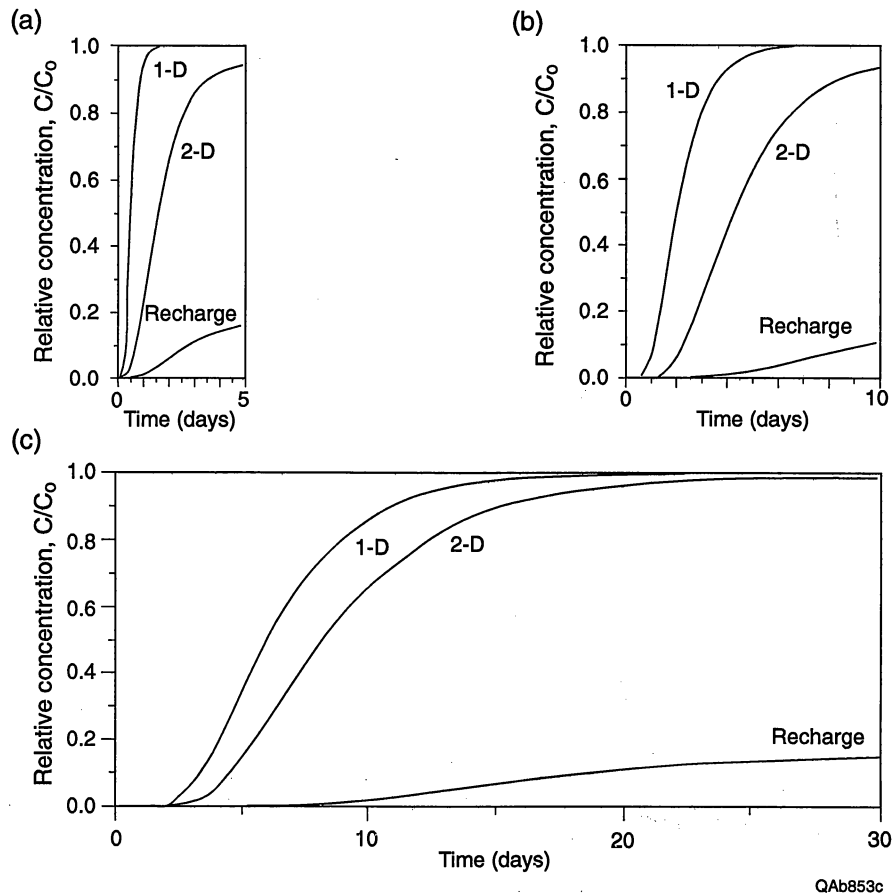 (a)
Relative concentration, C/Co
1.0
0.8
0.6
0.4
0.2
0.0
1-D
2-D
Recharge
0
5
Time (days)
(b)
Relative concentration, C/Co
1.0
0.8
0.6
0.4
0.2
0.0
1-D
2-D
Recharge
0
10
Time (days)
(c)
Relative concentration, C/Co
1.0
0.8
0.6
0.4
0.2
0.0
1-D
2-D
Recharge
0
10
20
30
Time (days)
QAb853c